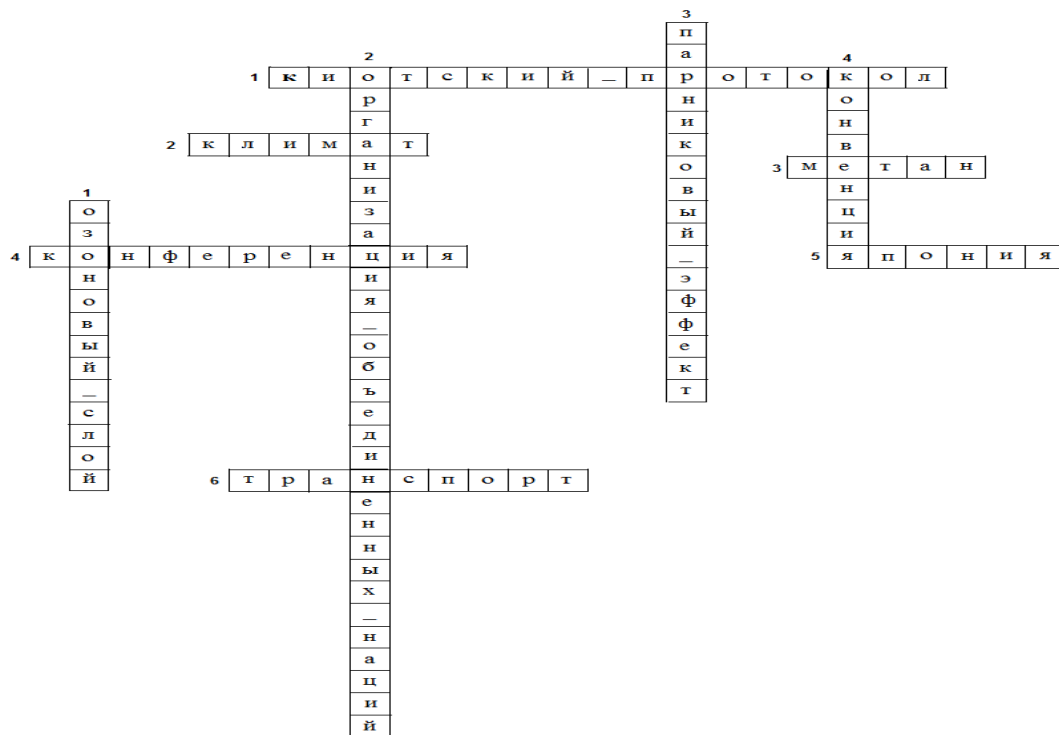 3 парниковый_эффект
2 организация_объединенных_наций
4 конвенция
1 киотский_протокол
2 климат
3 метан
1 озоновый_слой
4 конференция
5 япония
6 транспорт